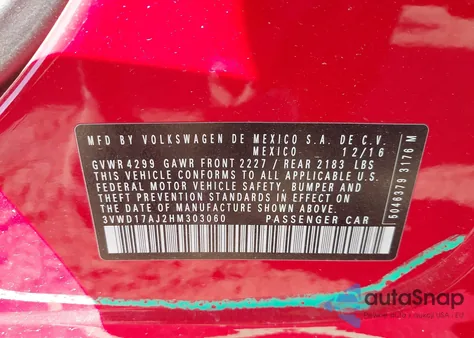 MFD BY VOLKSWAGEN DE MEXICO S.A. DE C.V.
MEXICO 12/16
GVWR 4299 GAWR FRONT 2227 / REAR 2183 LBS
THIS VEHICLE CONFORMS TO ALL APPLICABLE U.S.
FEDERAL MOTOR VEHICLE SAFETY, BUMPER AND
THEFT PREVENTION STANDARDS IN EFFECT ON THE
DATE OF MANUFACTURE SHOWN ABOVE
3VWD17AJ2HM303060 PASSENGER CAR
5046379 3176 M
autoSnap